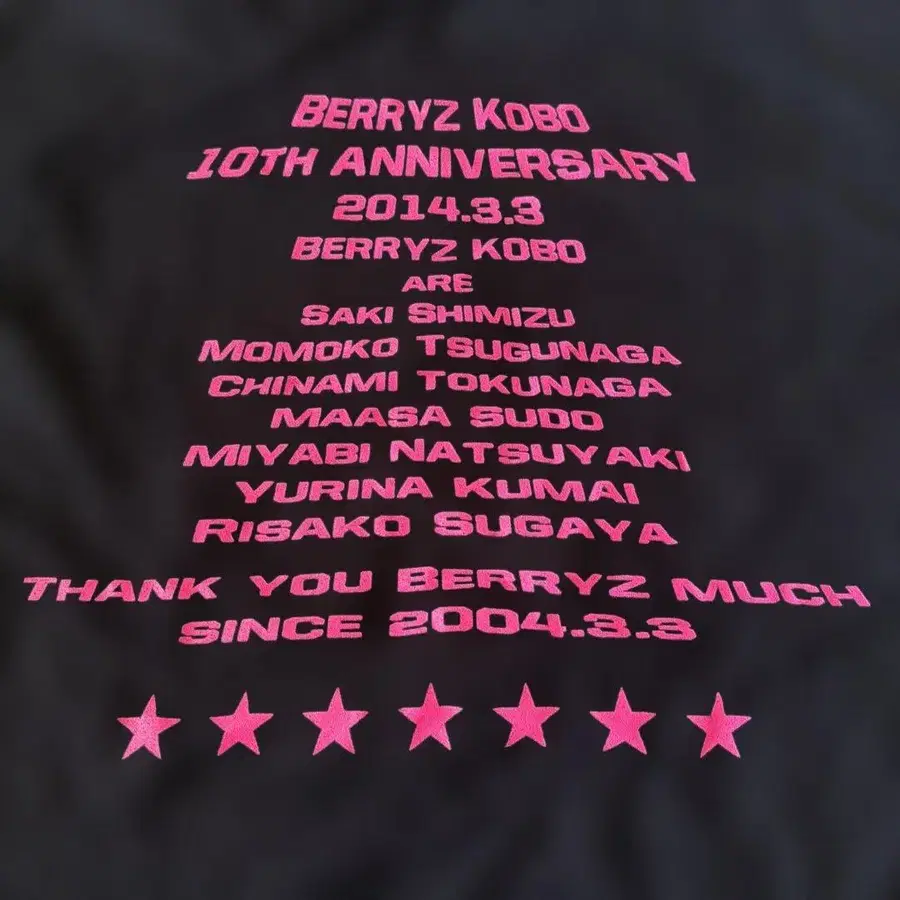 BERRYZ KOBO
10TH ANNIVERSARY
2014.3.3
BERRYZ KOBO
ARE
SAKI SHIMIZU
MOMOKO TSUGUNAGA
CHINAMI TOKUNAGA
MAASA SUDO
MIYABI NATSUYAKI
YURINA KUMAI
RISAKO SUGAYA
THANK YOU BERRYZ MUCH
SINCE 2004.3.3